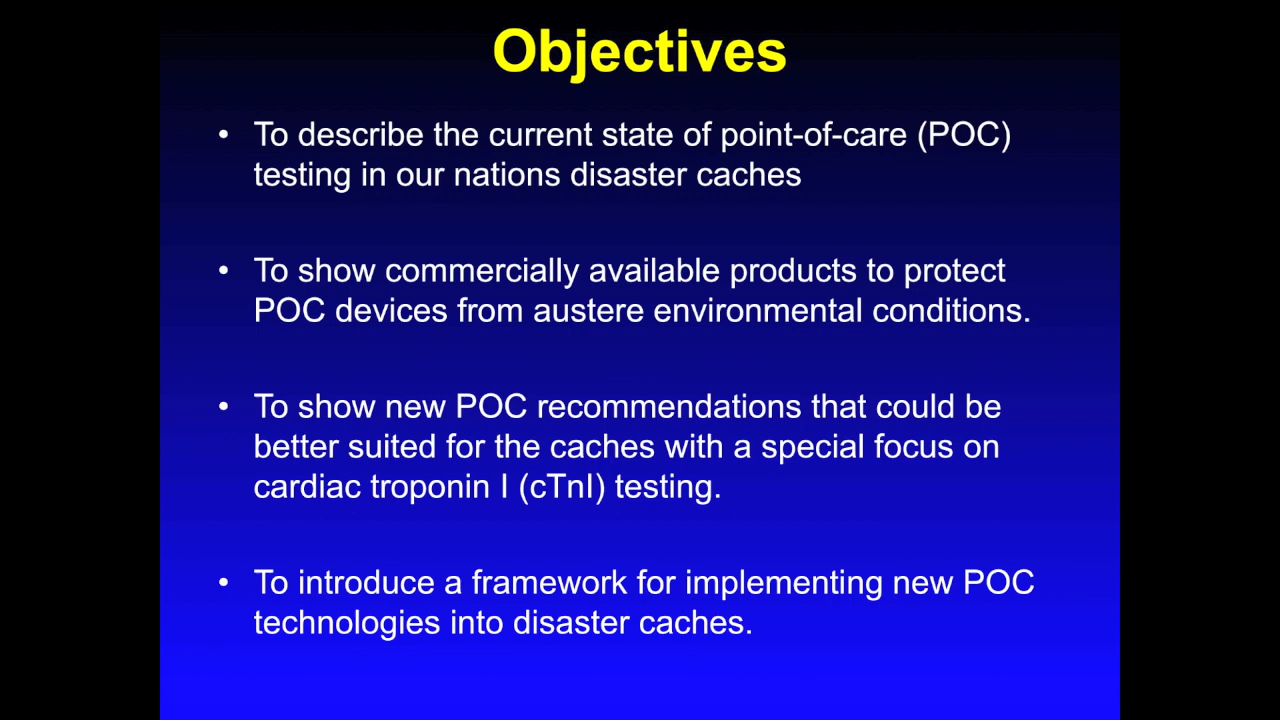 Objectives
• To describe the current state of point-of-care (POC)
testing in our nations disaster caches
• To show commercially available products to protect
POC devices from austere environmental conditions.
• To show new POC recommendations that could be
better suited for the caches with a special focus on
cardiac troponin I (cTnI) testing.
• To introduce a framework for implementing new POC
technologies into disaster caches.